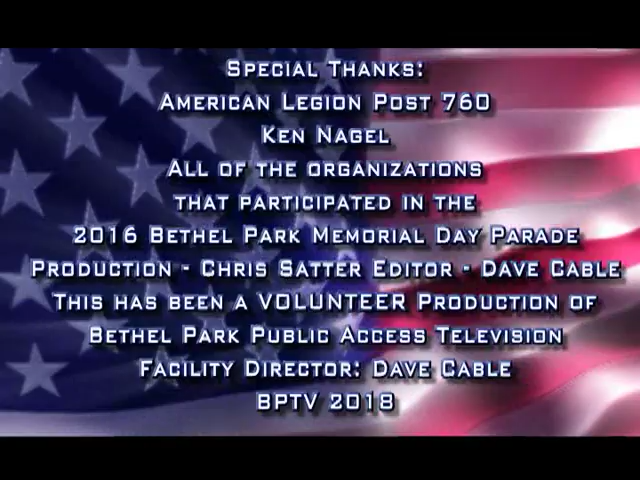 Special Thanks:
American Legion Post 760
Ken Nagel
All of the organizations
that participated in the
2016 Bethel Park Memorial Day Parade
Production - Chris Satter Editor - Dave Cable
This has been a VOLUNTEER Production of
Bethel Park Public Access Television
Facility Director: Dave Cable
BPTV 2018